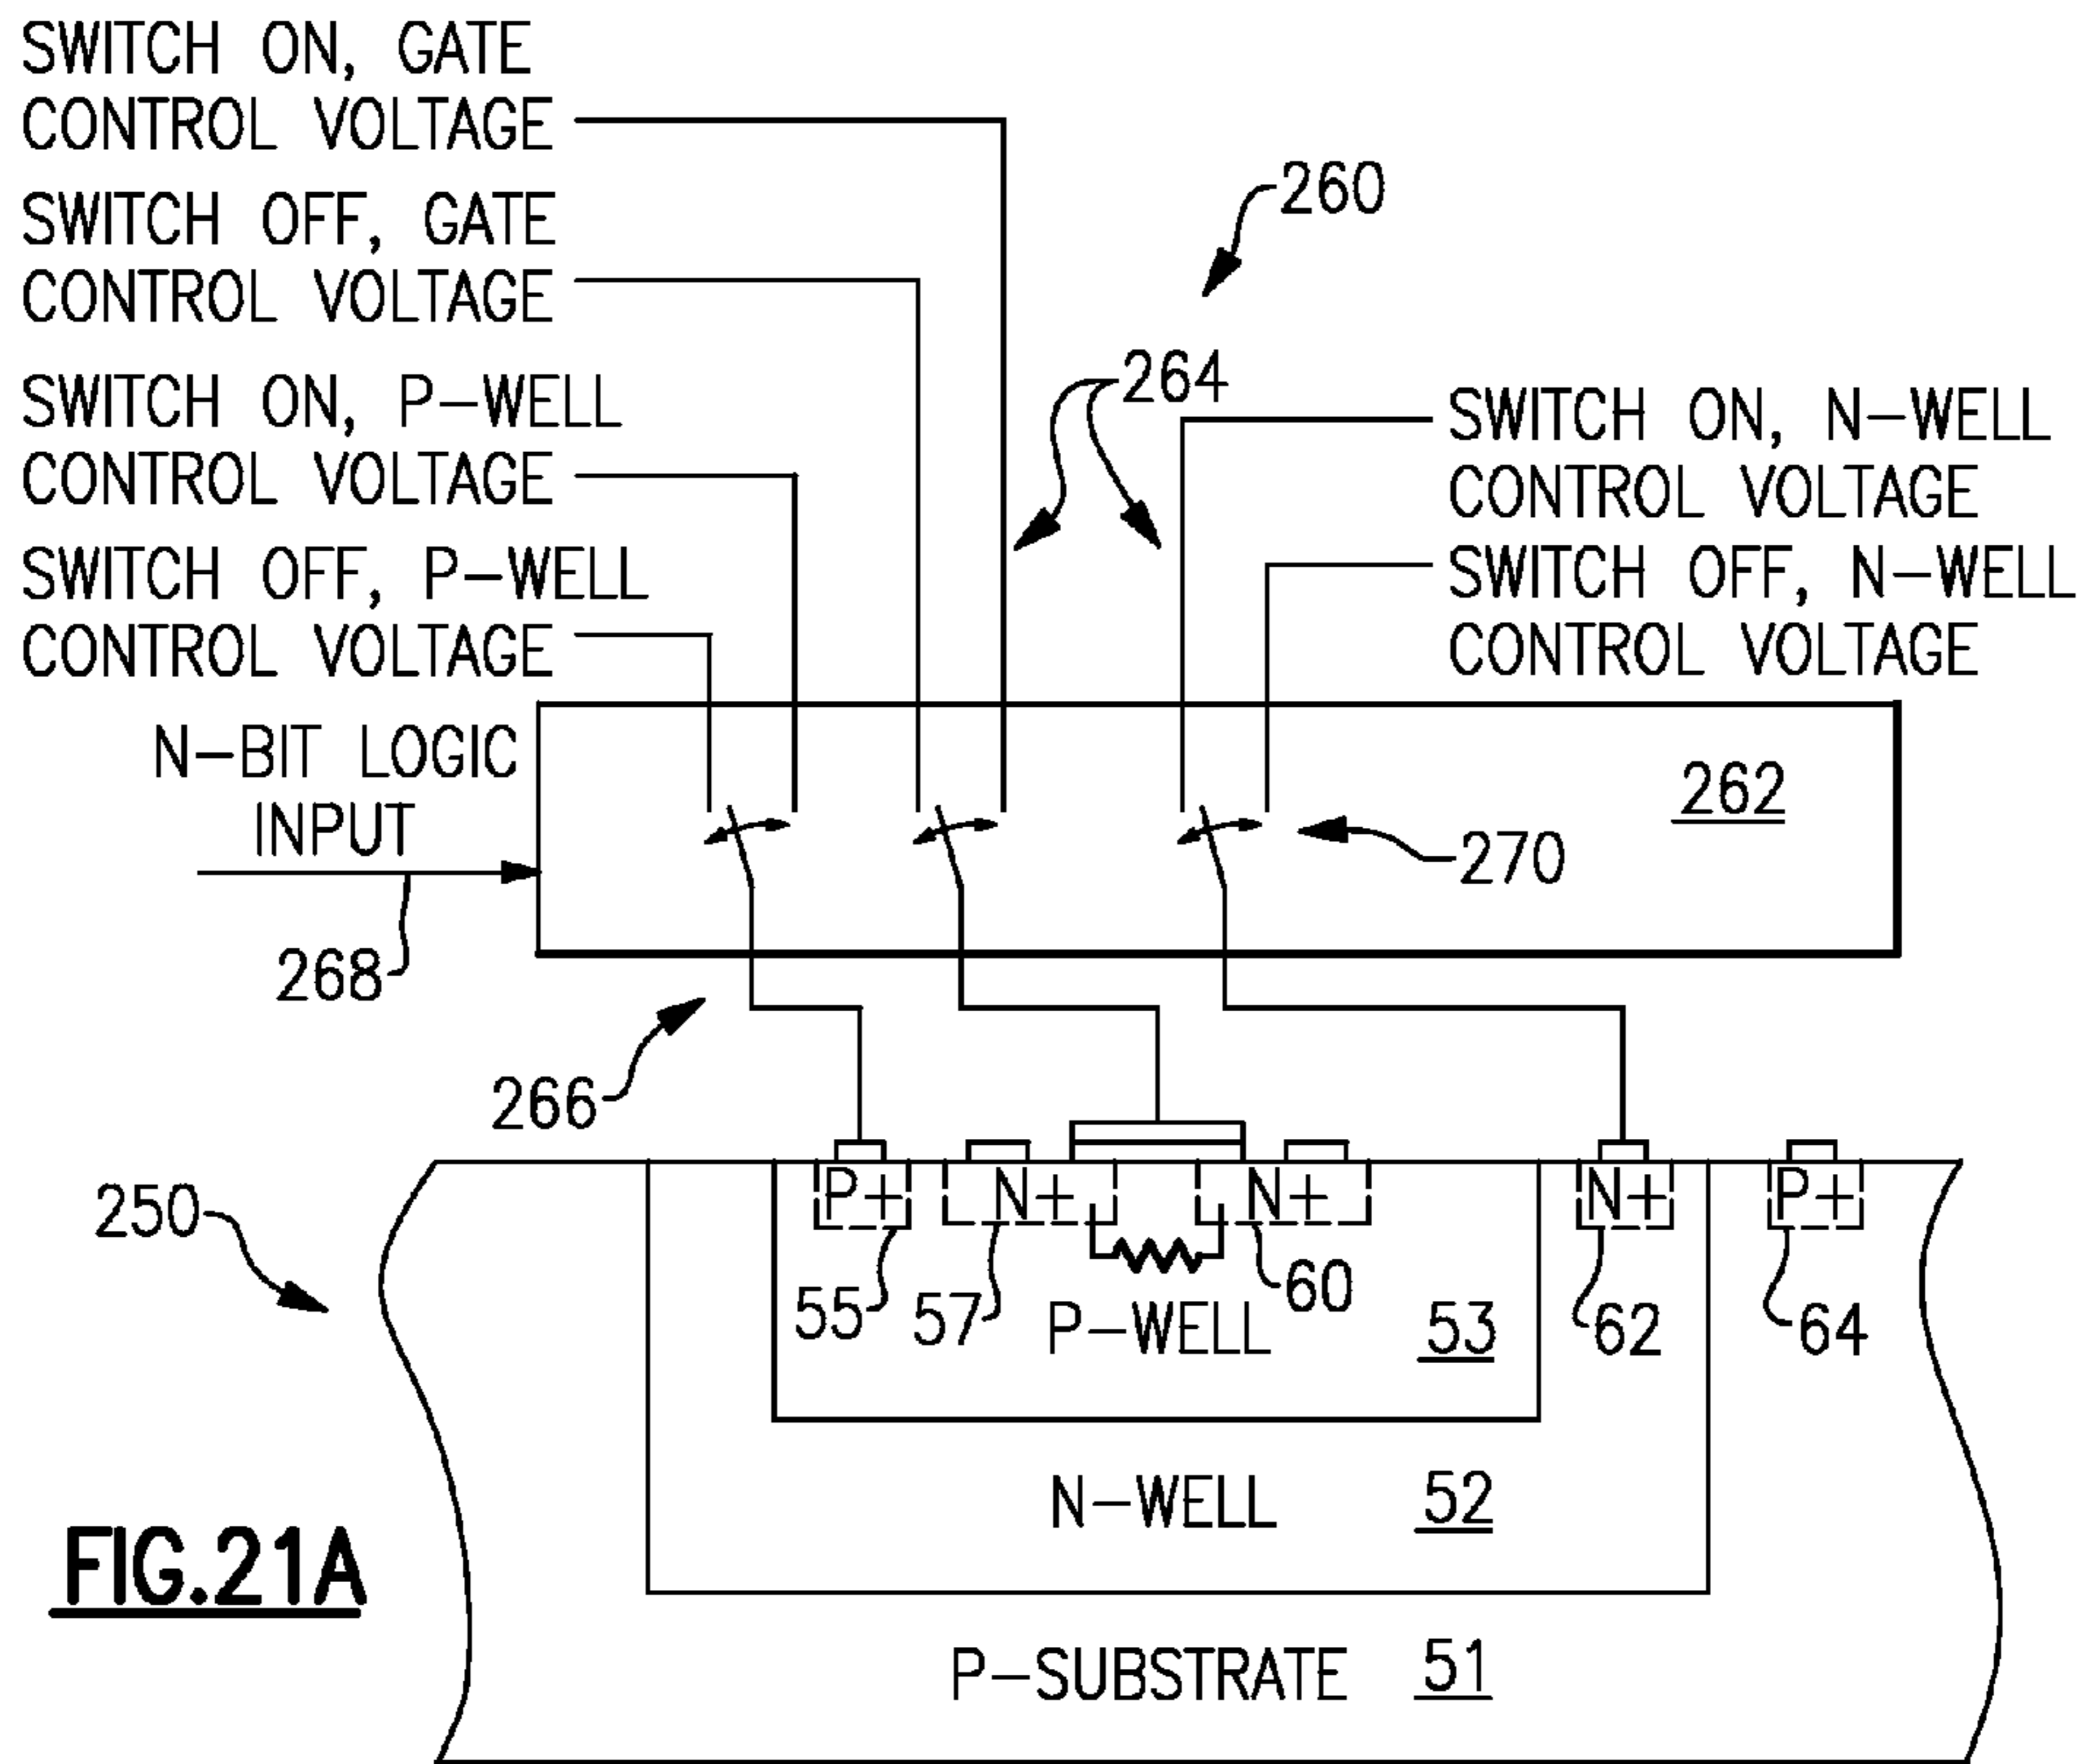 SWITCH ON, GATE
CONTROL VOLTAGE
SWITCH OFF, GATE
CONTROL VOLTAGE
SWITCH ON, P-WELL
CONTROL VOLTAGE
SWITCH OFF, P-WELL
CONTROL VOLTAGE
260
264
SWITCH ON, N-WELL
CONTROL VOLTAGE
SWITCH OFF, N-WELL
CONTROL VOLTAGE
N-BIT LOGIC
INPUT
262
270
268
266
250
P+
N+
N+
N+
P+
55
57
60
62
64
P-WELL
53
N-WELL
52
P-SUBSTRATE
51
FIG.21A